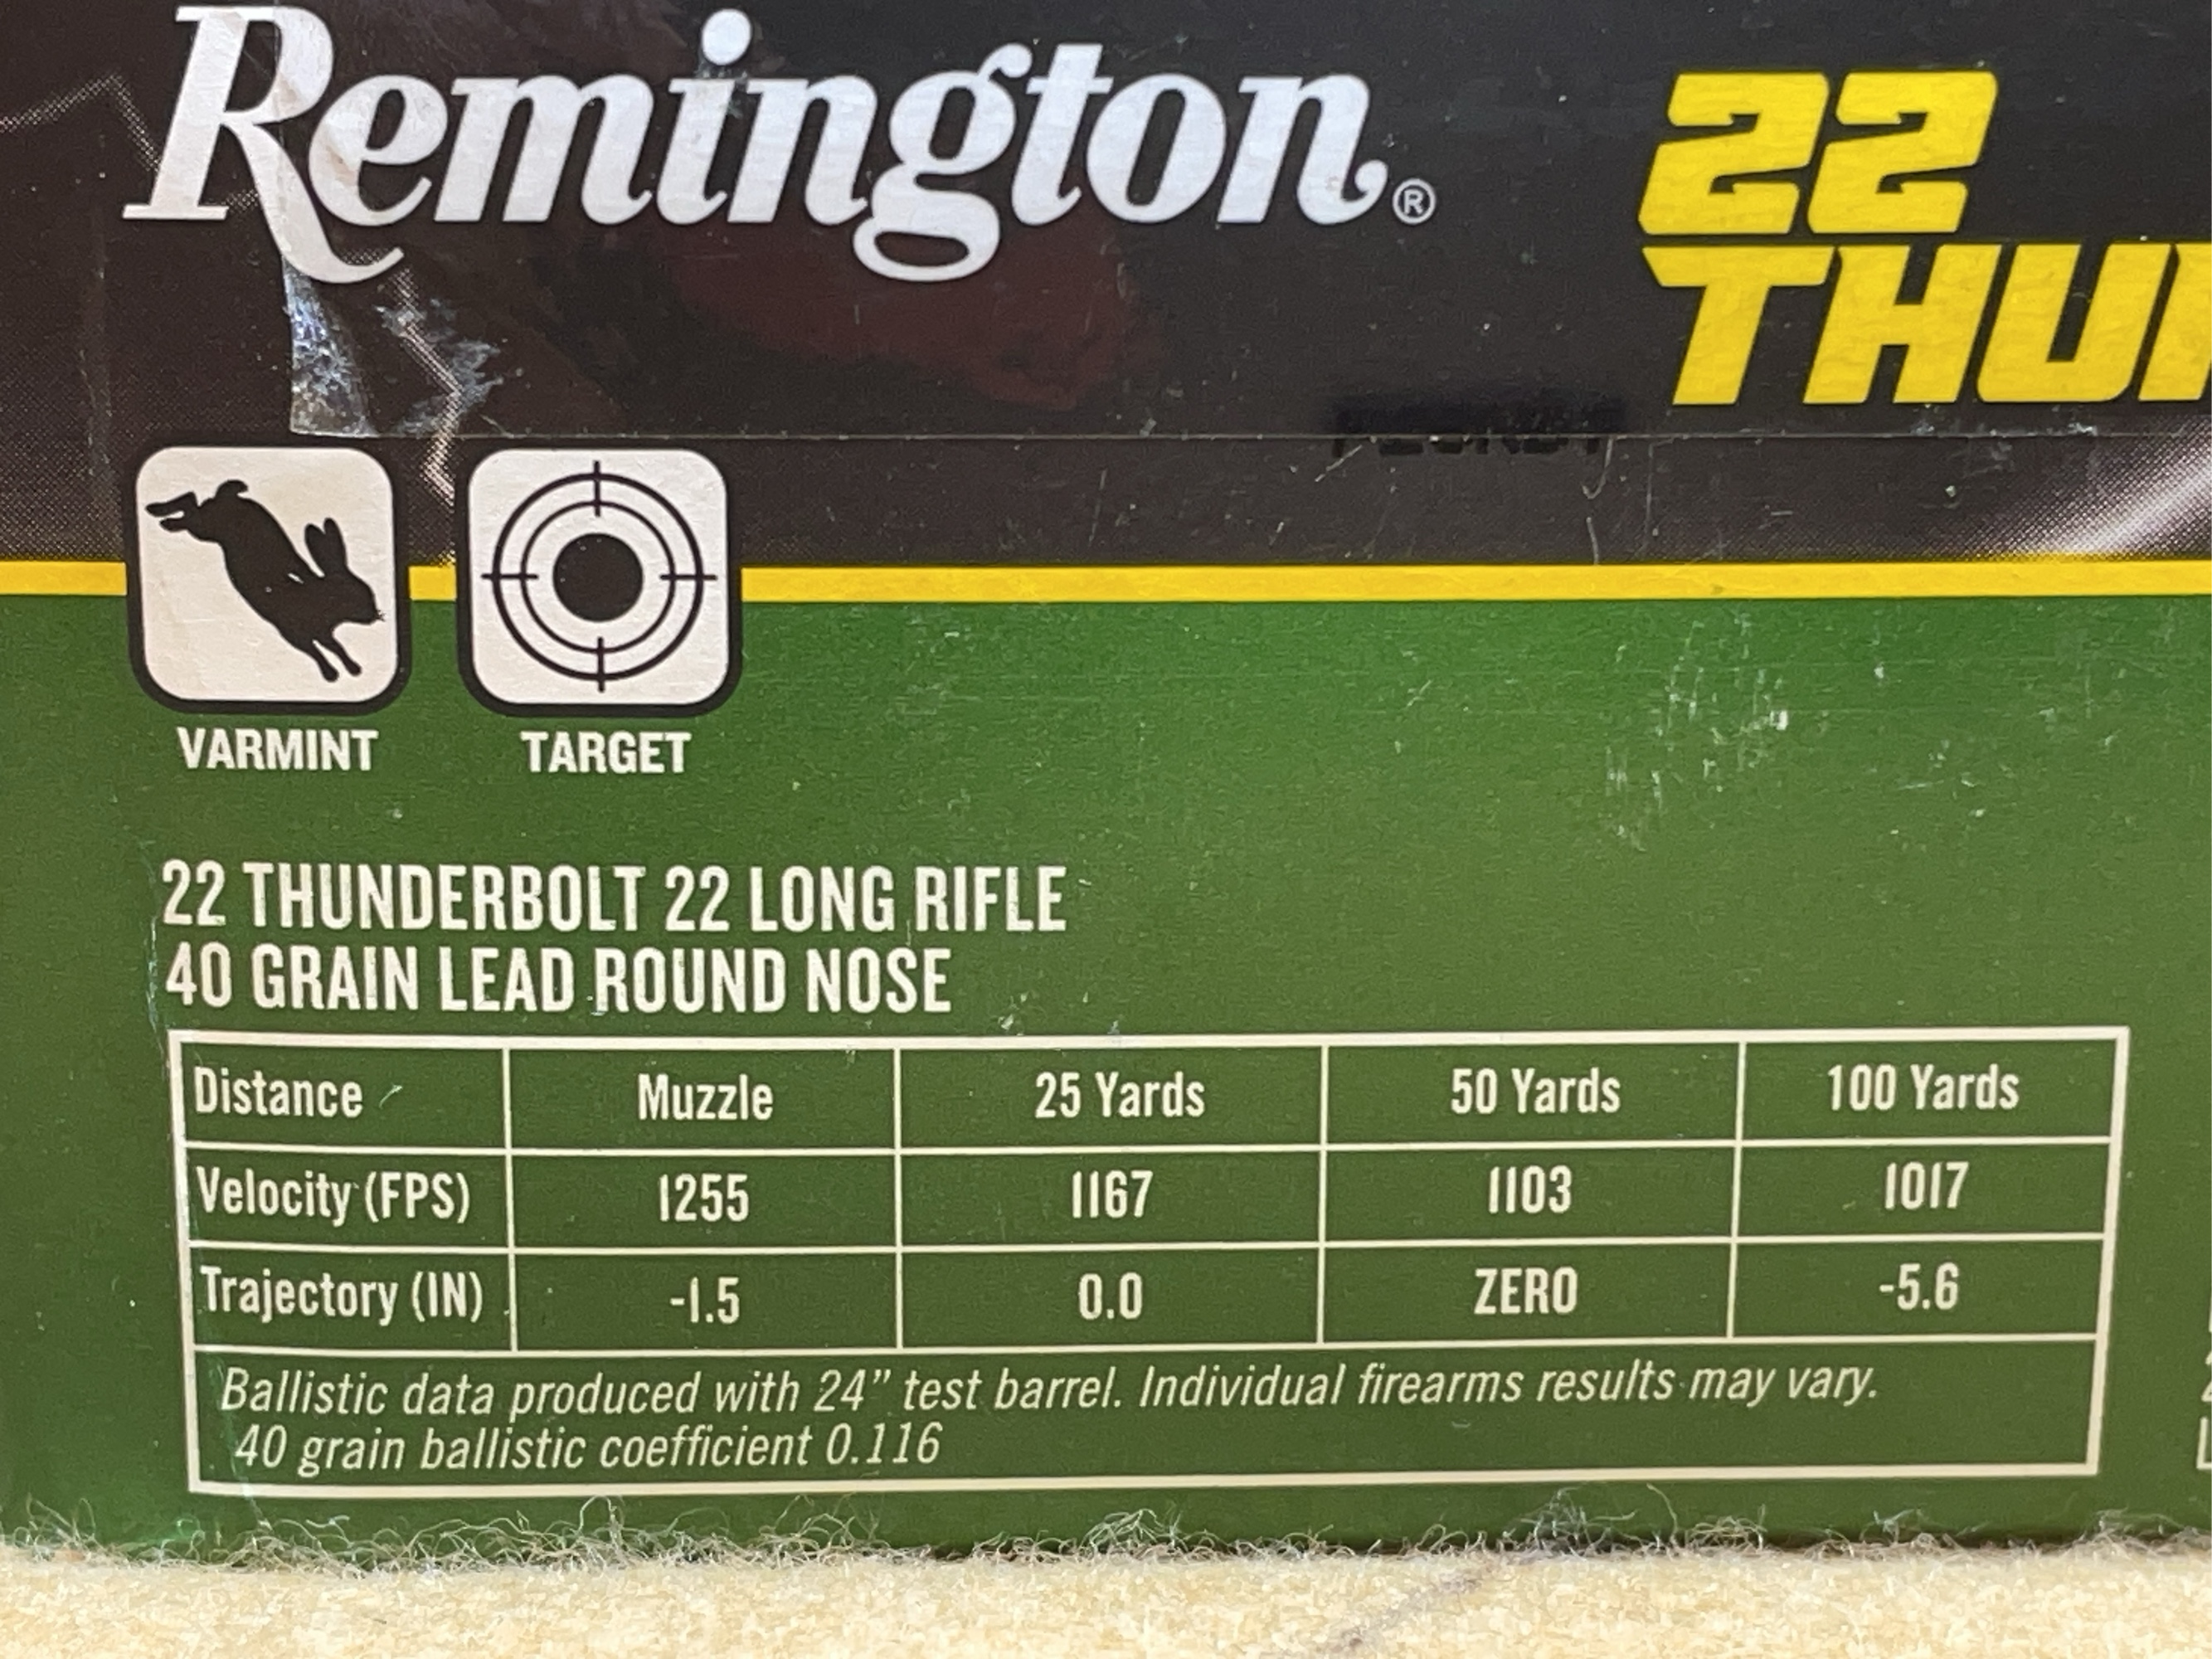 Remington®
22
VARMINT TARGET
22 THUNDERBOLT 22 LONG RIFLE
40 GRAIN LEAD ROUND NOSE
Distance Muzzle 25 Yards 50 Yards 100 Yards
Velocity (FPS) 1255 1167 1103 1017
Trajectory (IN) -1.5 0.0 ZERO -5.6
Ballistic data produced with 24” test barrel. Individual firearms results may vary.
40 grain ballistic coefficient 0.116